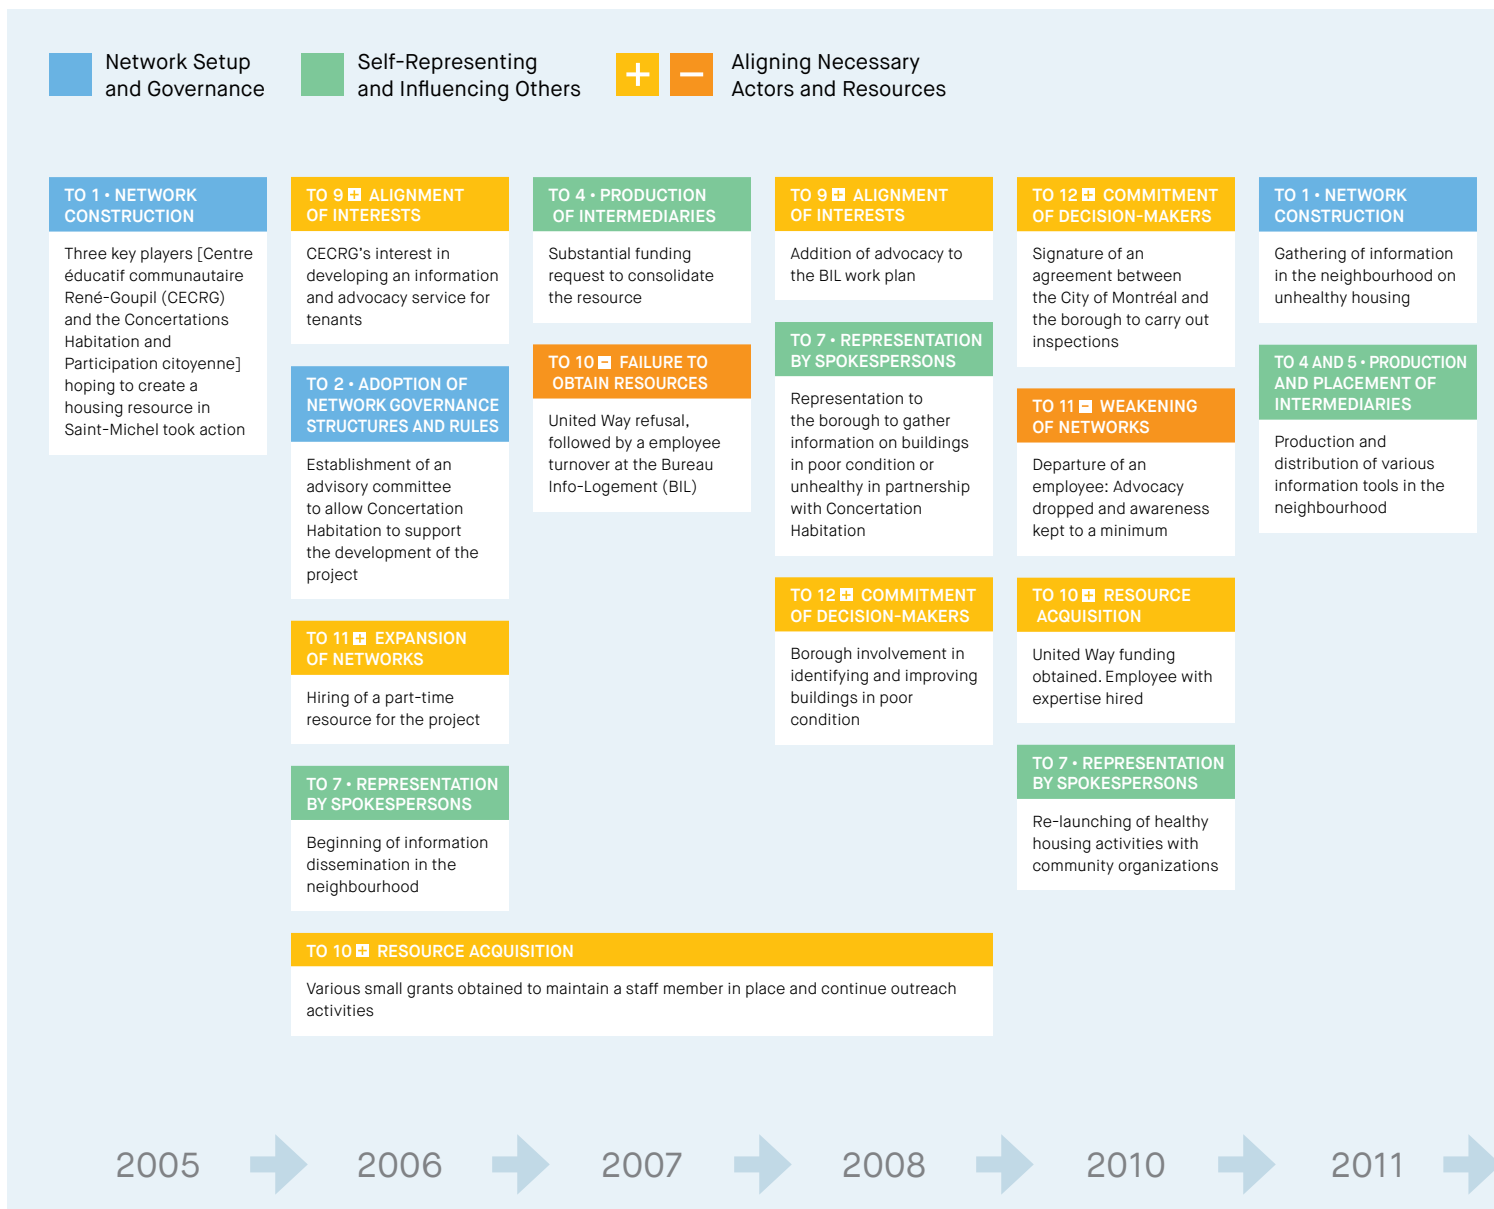 Network Setup
and Governance
Self-Representing
and Influencing Others
+
−
Aligning Necessary
Actors and Resources
TO 1 • NETWORK
CONSTRUCTION
Three key players [Centre
éducatif communautaire
René-Goupil (CECRG)
and the Concertations
Habitation and
Participation citoyenne]
hoping to create a
housing resource in
Saint-Michel took action
TO 9 + ALIGNMENT
OF INTERESTS
CECRG's interest in
developing an information
and advocacy service for
tenants
TO 2 • ADOPTION OF
NETWORK GOVERNANCE
STRUCTURES AND RULES
Establishment of an
advisory committee
to allow Concertation
Habitation to support
the development of the
project
TO 11 + EXPANSION
OF NETWORKS
Hiring of a part-time
resource for the project
TO 7 • REPRESENTATION
BY SPOKESPERSONS
Beginning of information
dissemination in the
neighbourhood
TO 10 + RESOURCE ACQUISITION
Various small grants obtained to maintain a staff member in place and continue outreach
activities
TO 4 • PRODUCTION
OF INTERMEDIARIES
Substantial funding
request to consolidate
the resource
TO 10 − FAILURE TO
OBTAIN RESOURCES
United Way refusal,
followed by a employee
turnover at the Bureau
Info-Logement (BIL)
TO 9 + ALIGNMENT
OF INTERESTS
Addition of advocacy to
the BIL work plan
TO 7 • REPRESENTATION
BY SPOKESPERSONS
Representation to
the borough to gather
information on buildings
in poor condition or
unhealthy in partnership
with Concertation
Habitation
TO 12 + COMMITMENT
OF DECISION-MAKERS
Borough involvement in
identifying and improving
buildings in poor
condition
TO 12 + COMMITMENT
OF DECISION-MAKERS
Signature of an
agreement between
the City of Montréal and
the borough to carry out
inspections
TO 11 − WEAKENING
OF NETWORKS
Departure of an
employee: Advocacy
dropped and awareness
kept to a minimum
TO 10 + RESOURCE
ACQUISITION
United Way funding
obtained. Employee with
expertise hired
TO 7 • REPRESENTATION
BY SPOKESPERSONS
Re-launching of healthy
housing activities with
community organizations
TO 1 • NETWORK
CONSTRUCTION
Gathering of information
in the neighbourhood on
unhealthy housing
TO 4 AND 5 • PRODUCTION
AND PLACEMENT OF
INTERMEDIARIES
Production and
distribution of various
information tools in the
neighbourhood
2005
2006
2007
2008
2010
2011